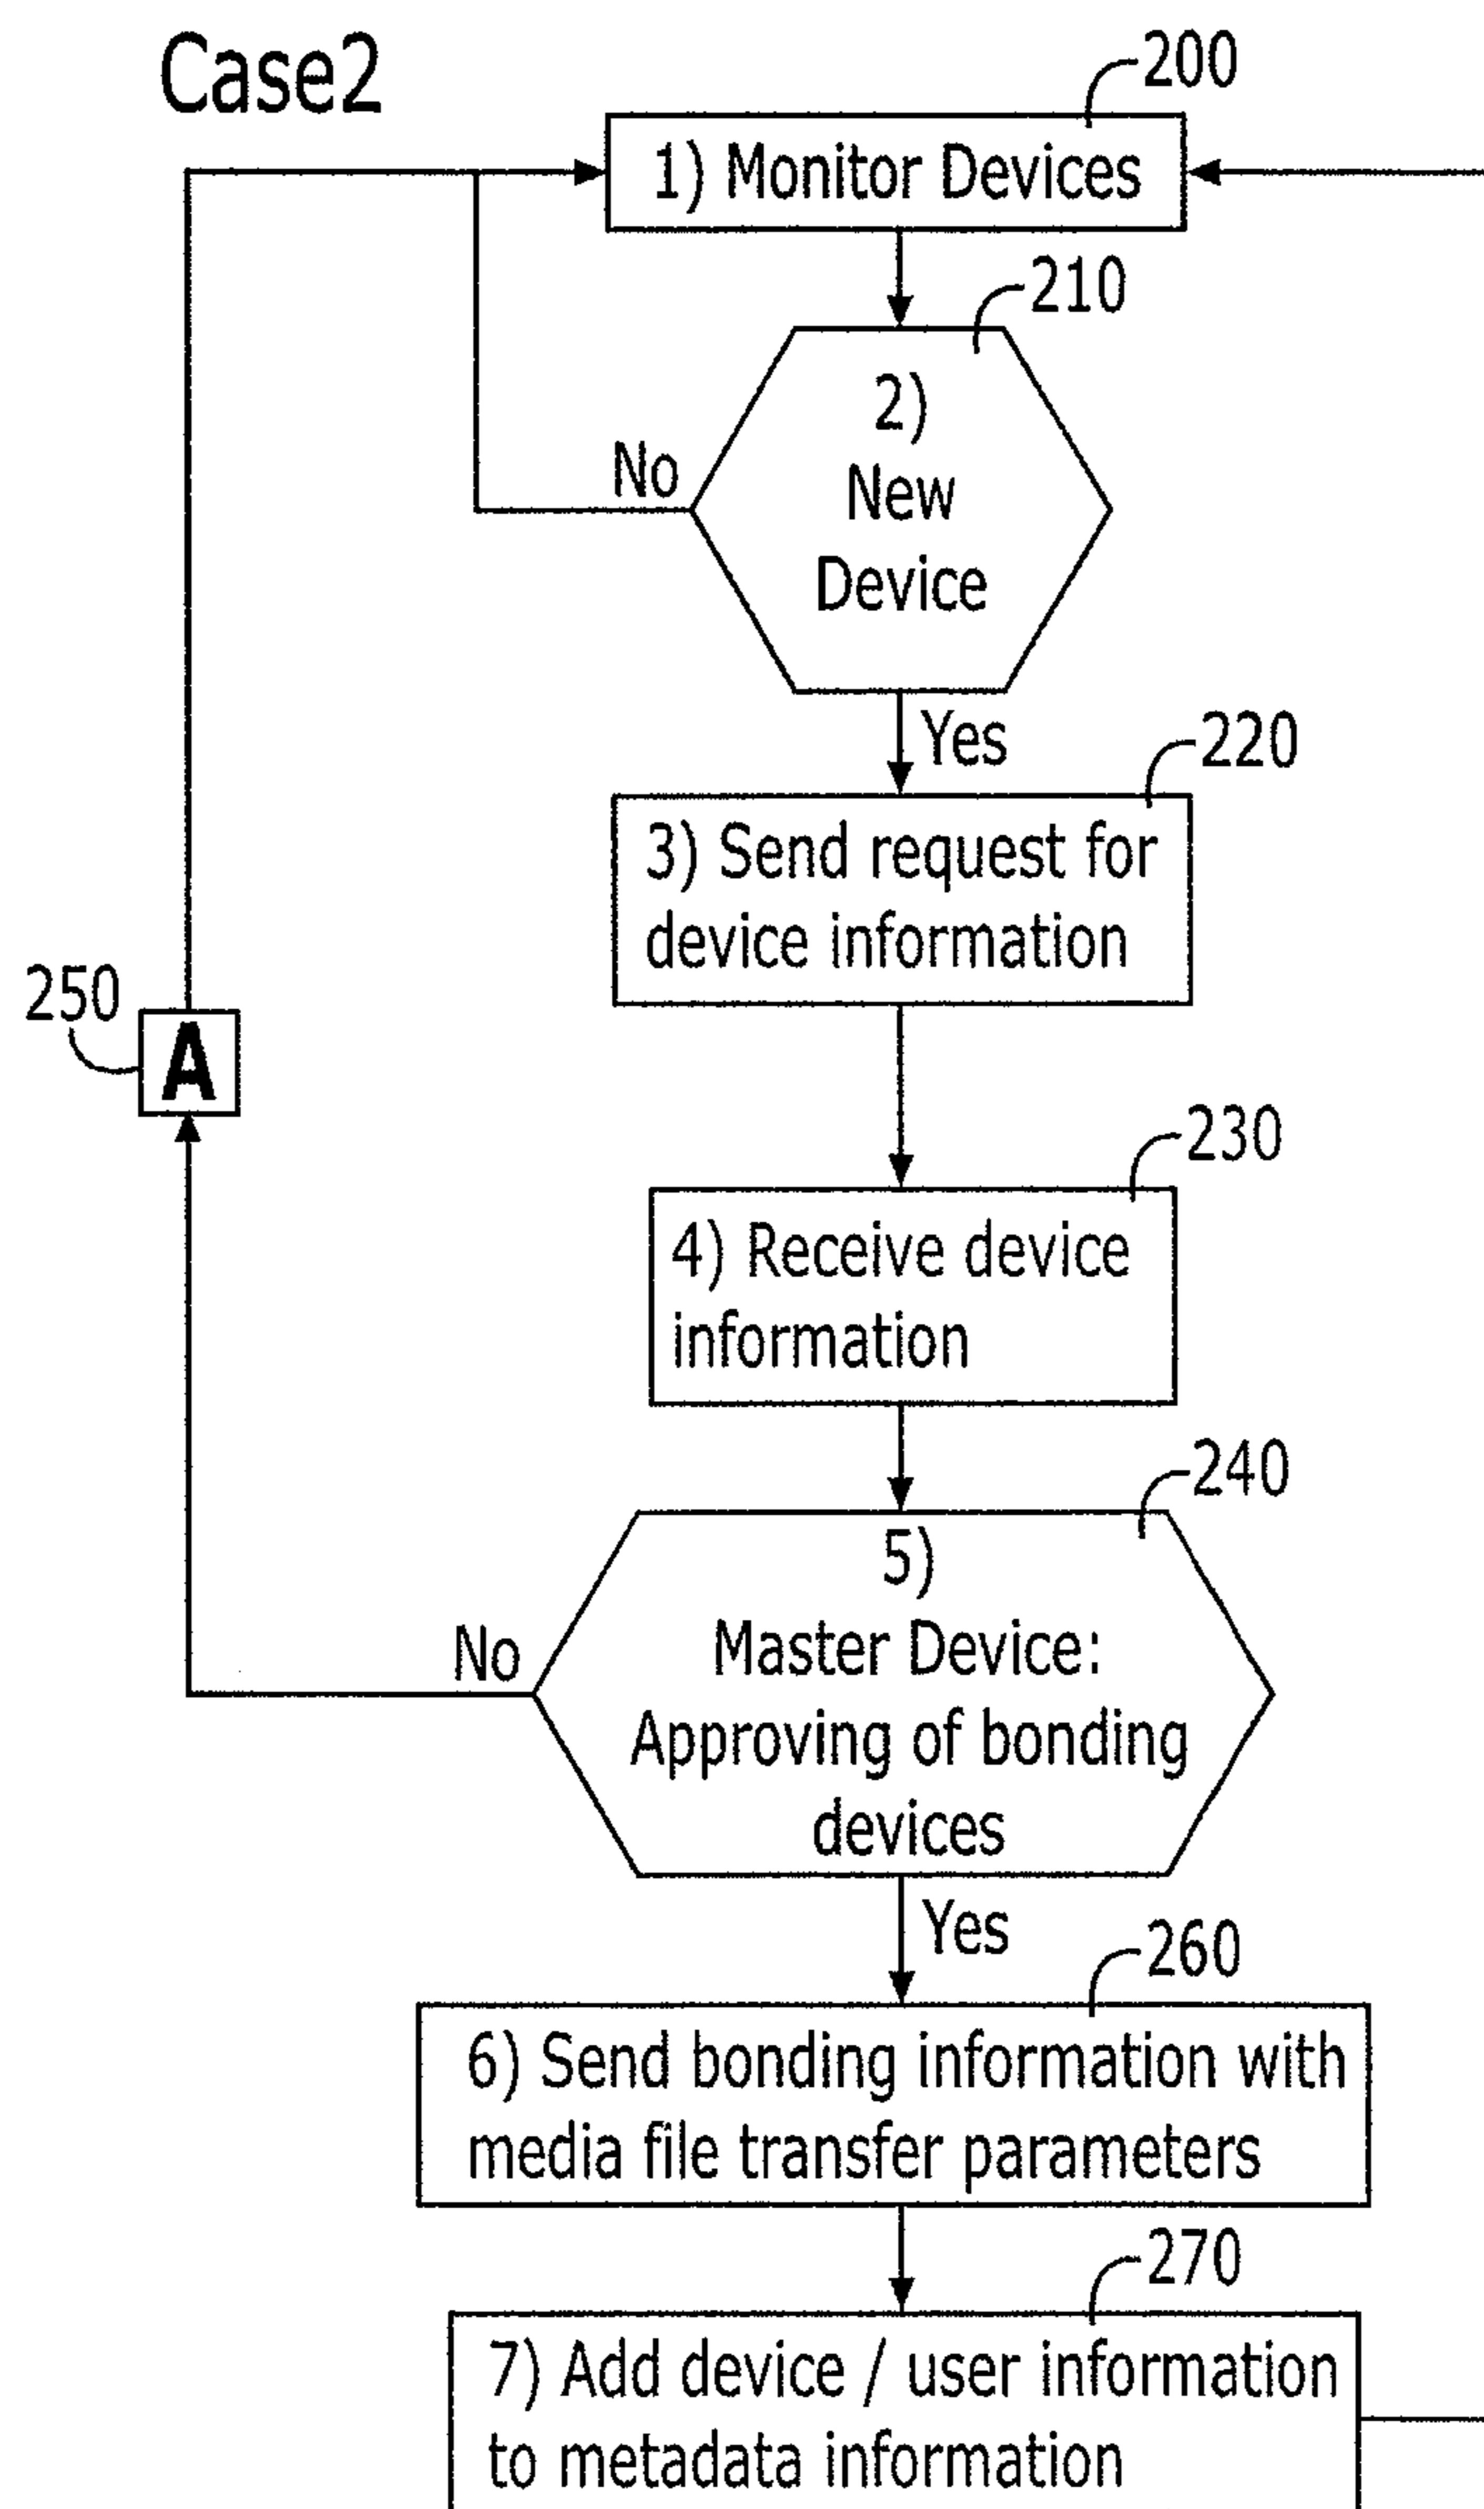 Case2
200
1) Monitor Devices
210
2)
New
Device
No
Yes
220
3) Send request for
device information
250
A
230
4) Receive device
information
240
5)
Master Device:
Approving of bonding
devices
No
Yes
260
6) Send bonding information with
media file transfer parameters
270
7) Add device / user information
to metadata information